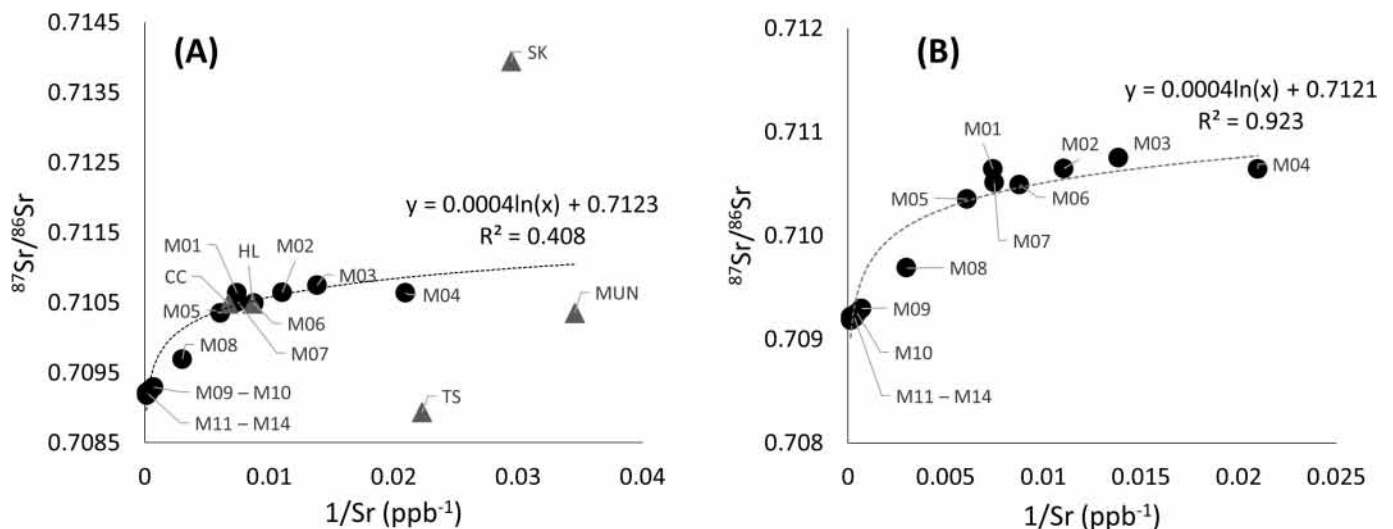 (A)
⁸⁷Sr/⁸⁶Sr
0.7145
0.7135
0.7125
0.7115
0.7105
0.7095
0.7085
SK
y = 0.0004ln(x) + 0.7123
R² = 0.408
M01
HL
M02
CC
M03
M05
M04
MUN
M06
M07
M08
M09 – M10
TS
M11 – M14
0
0.01
0.02
0.03
0.04
1/Sr (ppb⁻¹)
(B)
⁸⁷Sr/⁸⁶Sr
0.712
0.711
0.710
0.709
0.708
y = 0.0004ln(x) + 0.7121
R² = 0.923
M01
M02
M03
M04
M05
M06
M07
M08
M09
M10
M11 – M14
0
0.005
0.01
0.015
0.02
0.025
1/Sr (ppb⁻¹)